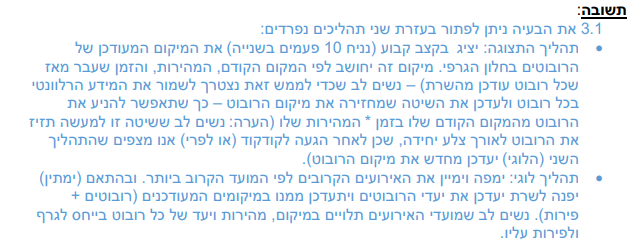 תשובה:
3.1 את הבעיה ניתן לפתור בעזרת שני תהליכים נפרדים:
• תהליך התצוגה: יציג בקצב קבוע (נניח 10 פעמים בשנייה) את המיקום המעודכן של
הרובוטים בחלון הגרפי. מיקום זה יחושב לפי המקום הקודם, המהירות, והזמן שעבר מאז
שכל רובוט עודכן מהשרת) – נשים לב שכדי לממש זאת נצטרך לשמור את המידע הרלוונטי
בכל רובוט ולעדכן את השיטה שמחזירה את מיקום הרובוט – כך שתאפשר להניע את
הרובוט מהמקום הקודם שלו בזמן * המהירות שלו (הערה: נשים לב ששיטה זו למעשה תזיז
את הרובוט לאורך צלע יחידה, שכן לאחר הגעה לקודקוד (או לפרי) אנו מצפים שהתהליך
השני (הלוגי) יעדכן מחדש את מיקום הרובוט).
• תהליך לוגי: ימפה וימיין את האירועים הקרובים לפי המועד הקרוב ביותר. ובהתאם (ימתין)
יפנה לשרת יעדכן את יעדי הרובוטים ויתעדכן ממנו במיקומים המעודכנים (רובוטים +
פירות). נשים לב שמועדי האירועים תלויים במיקום, מהירות ויעד של כל רובוט בייחס לגרף
ולפירות עליו.